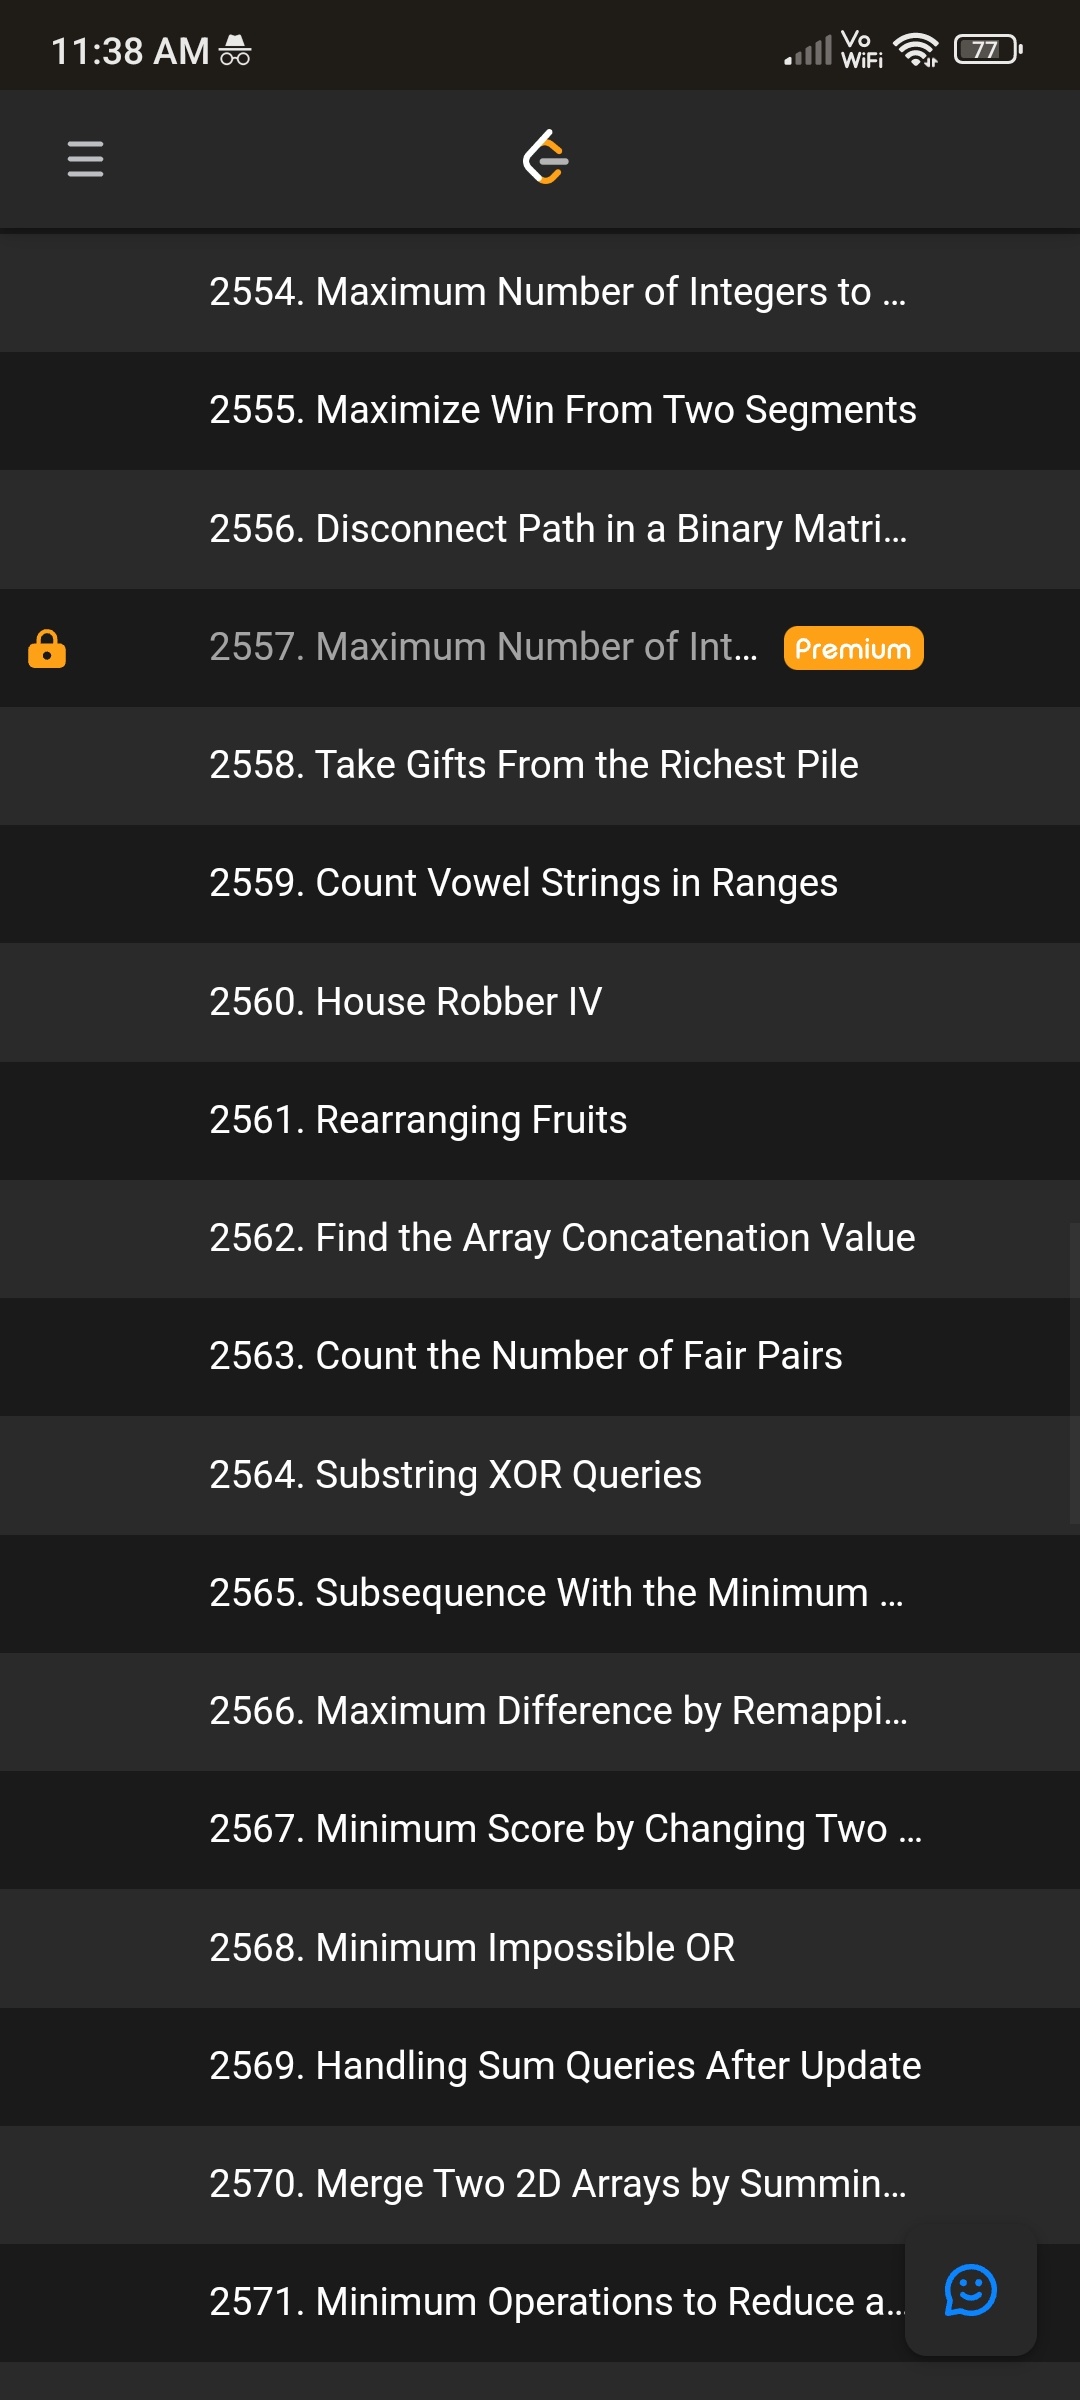 11:38 AM
Vo
WiFi
77
2554. Maximum Number of Integers to ...
2555. Maximize Win From Two Segments
2556. Disconnect Path in a Binary Matri...
2557. Maximum Number of Int... Premium
2558. Take Gifts From the Richest Pile
2559. Count Vowel Strings in Ranges
2560. House Robber IV
2561. Rearranging Fruits
2562. Find the Array Concatenation Value
2563. Count the Number of Fair Pairs
2564. Substring XOR Queries
2565. Subsequence With the Minimum ...
2566. Maximum Difference by Remappi...
2567. Minimum Score by Changing Two ...
2568. Minimum Impossible OR
2569. Handling Sum Queries After Update
2570. Merge Two 2D Arrays by Summin...
2571. Minimum Operations to Reduce a...